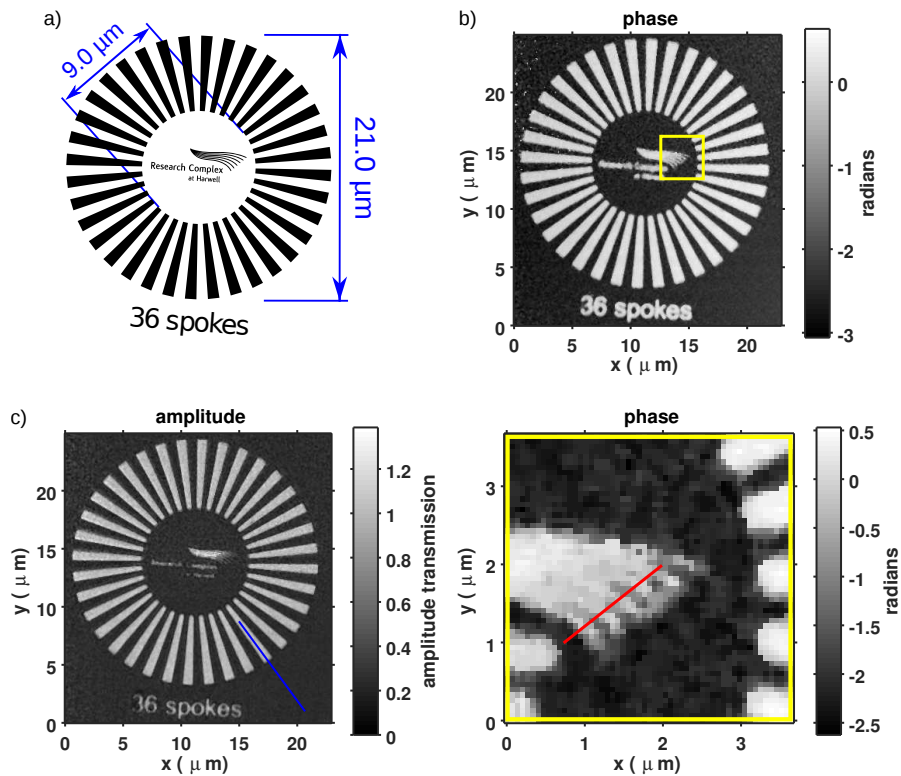 a)
9.0 µm
21.0 µm
Research Complex
at Harwell
36 spokes
b)
phase
20
15
10
5
0
y ( µ m)
0 5 10 15 20
x ( µ m)
36 spokes
0
-1
-2
-3
radians
c)
amplitude
20
15
10
5
0
y ( µ m)
0 5 10 15 20
x ( µ m)
Research Complex
36 spokes
1.2
1
0.8
0.6
0.4
0.2
0
amplitude transmission
phase
3
2
1
0
y ( µ m)
0 1 2 3
x ( µ m)
0.5
0
-0.5
-1
-1.5
-2
-2.5
radians